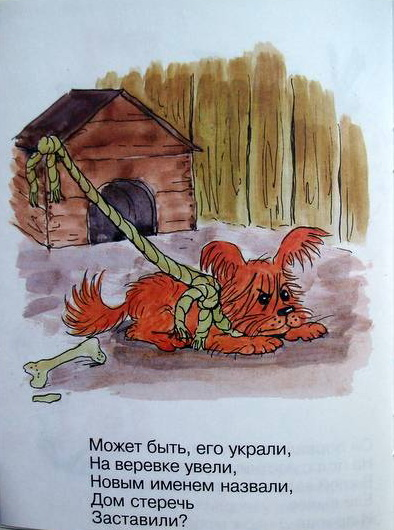 Может быть, его украли,
На веревке увели,
Новым именем назвали,
Дом стеречь
Заставили?